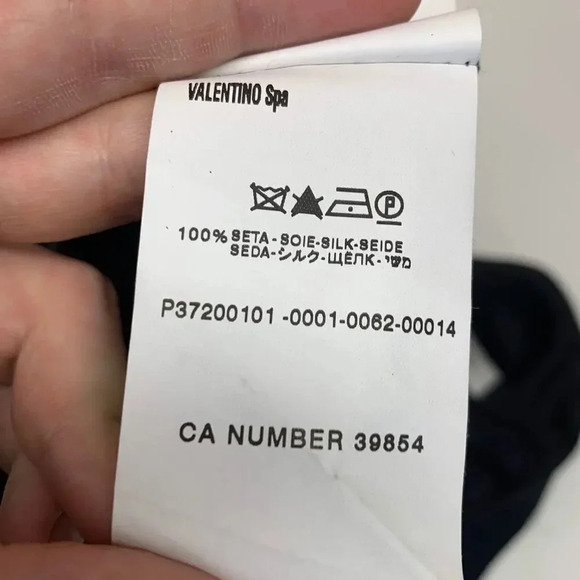 VALENTINO Spa
P
100% SETA-SOIE-SILK-SEIDE
SEDA-シルク-ЩЁЛК-משי
P37200101-0001-0062-00014
CA NUMBER 39854